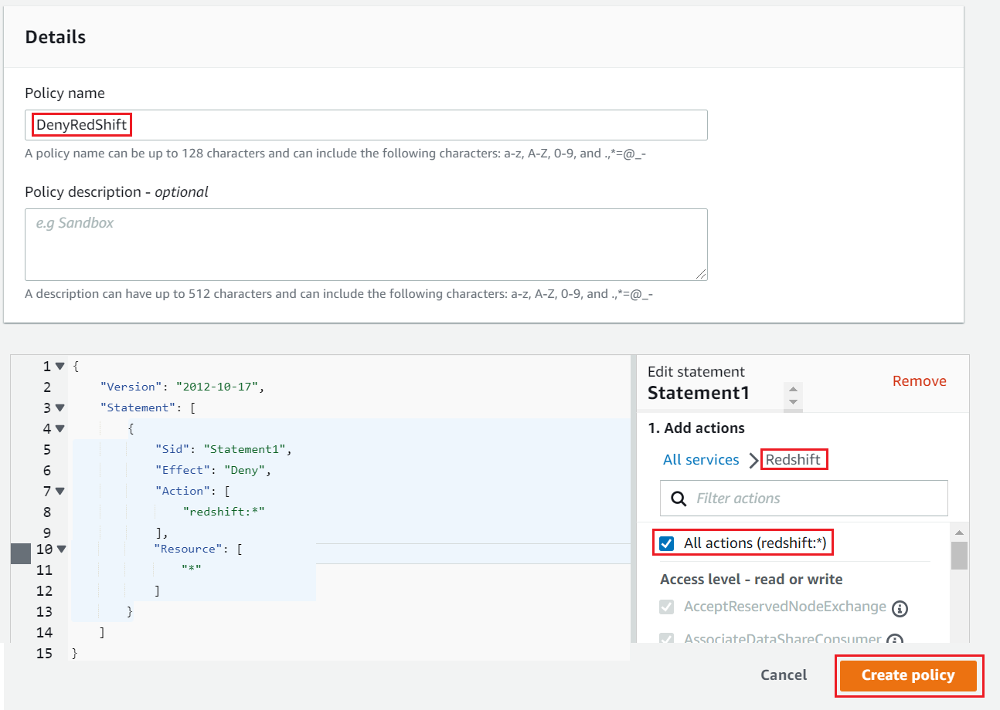 Details
Policy name
DenyRedShift
A policy name can be up to 128 characters and can include the following characters: a-z, A-Z, 0-9, and .,*=@_-
Policy description - optional
e.g Sandbox
A description can have up to 512 characters and can include the following characters: a-z, A-Z, 0-9, and .,*=@_-
1 {
2 "Version": "2012-10-17",
3 "Statement": [
4 {
5 "Sid": "Statement1",
6 "Effect": "Deny",
7 "Action": [
8 "redshift:*"
9 ],
10 "Resource": [
11 "*"
12 ]
13 }
14 ]
15 }
Edit statement
Statement1
Remove
1. Add actions
All services Redshift
Filter actions
All actions (redshift:*)
Access level - read or write
AcceptReservedNodeExchange
AssociateDataShareConsumer
Cancel
Create policy